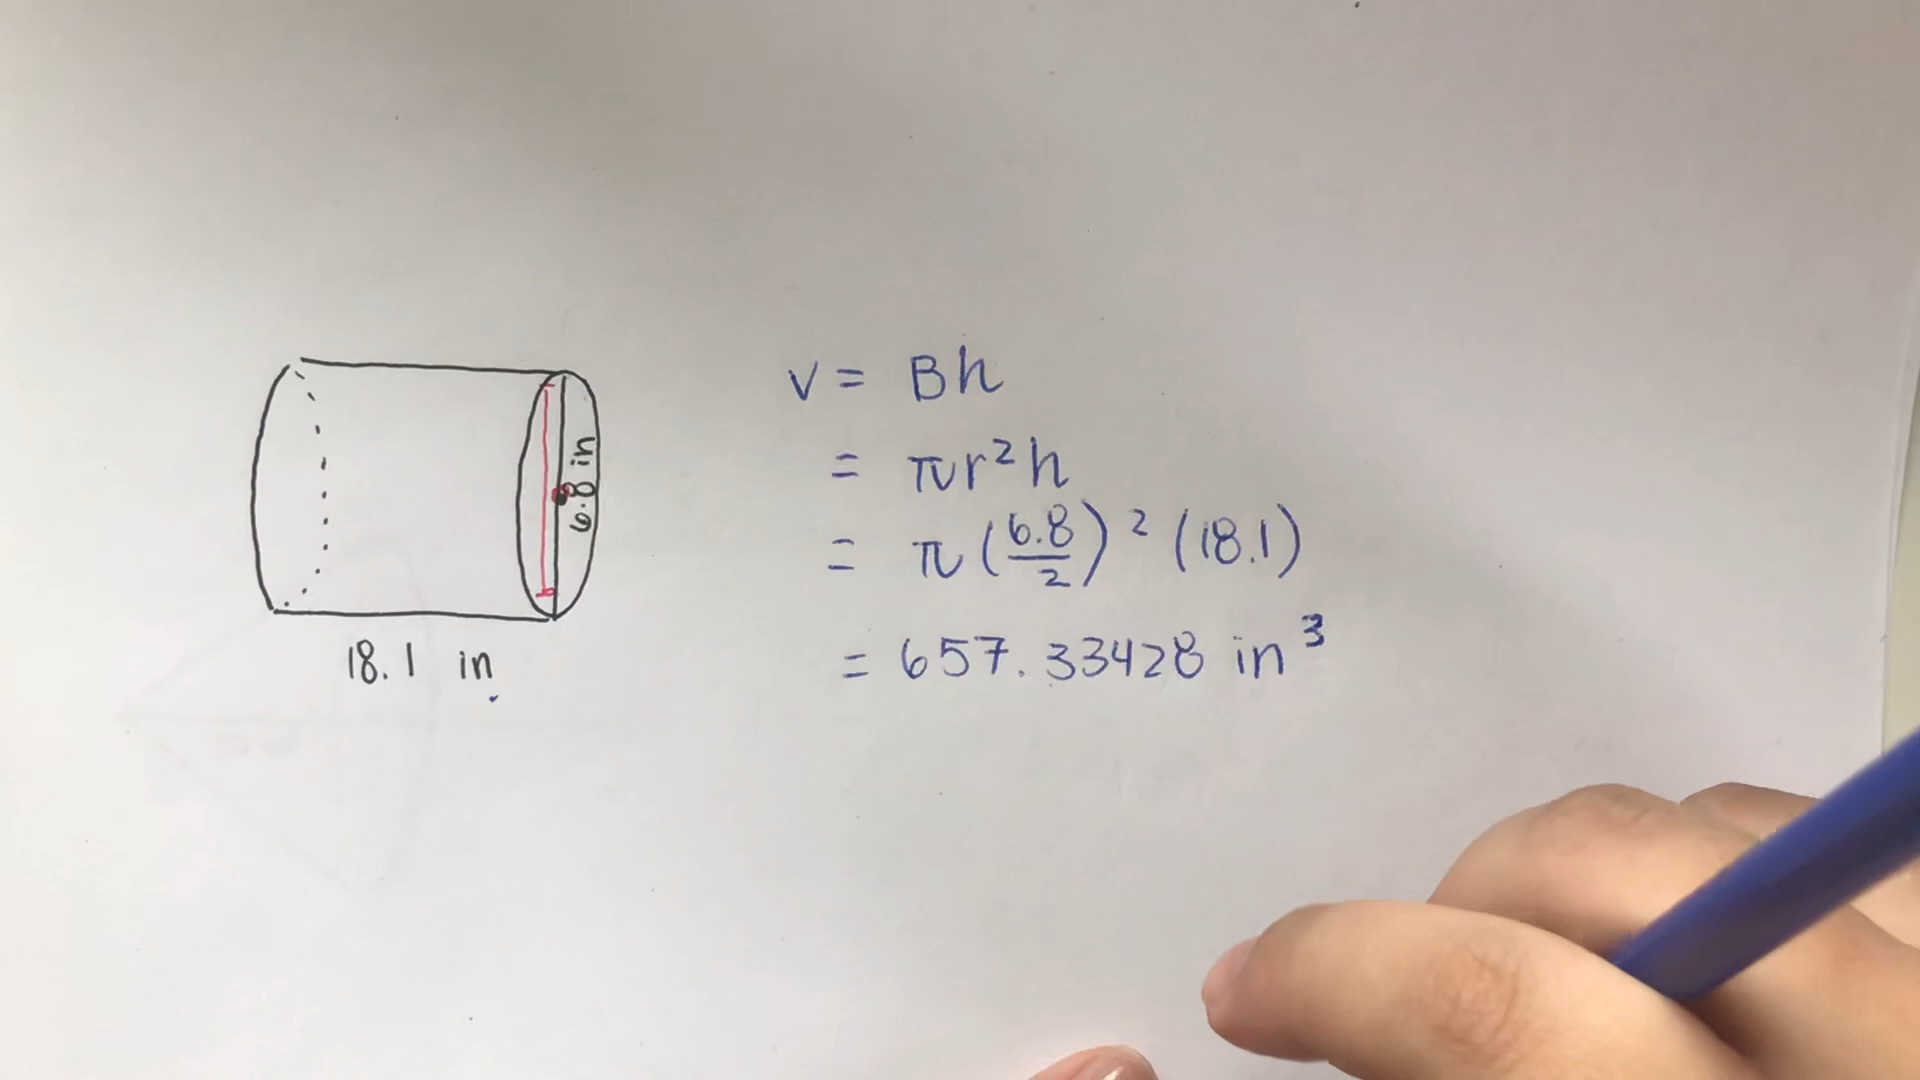 6.8 in
18.1 in
V = Bh
= πr²h
= π(6.8/2)²(18.1)
= 657.33428 in³